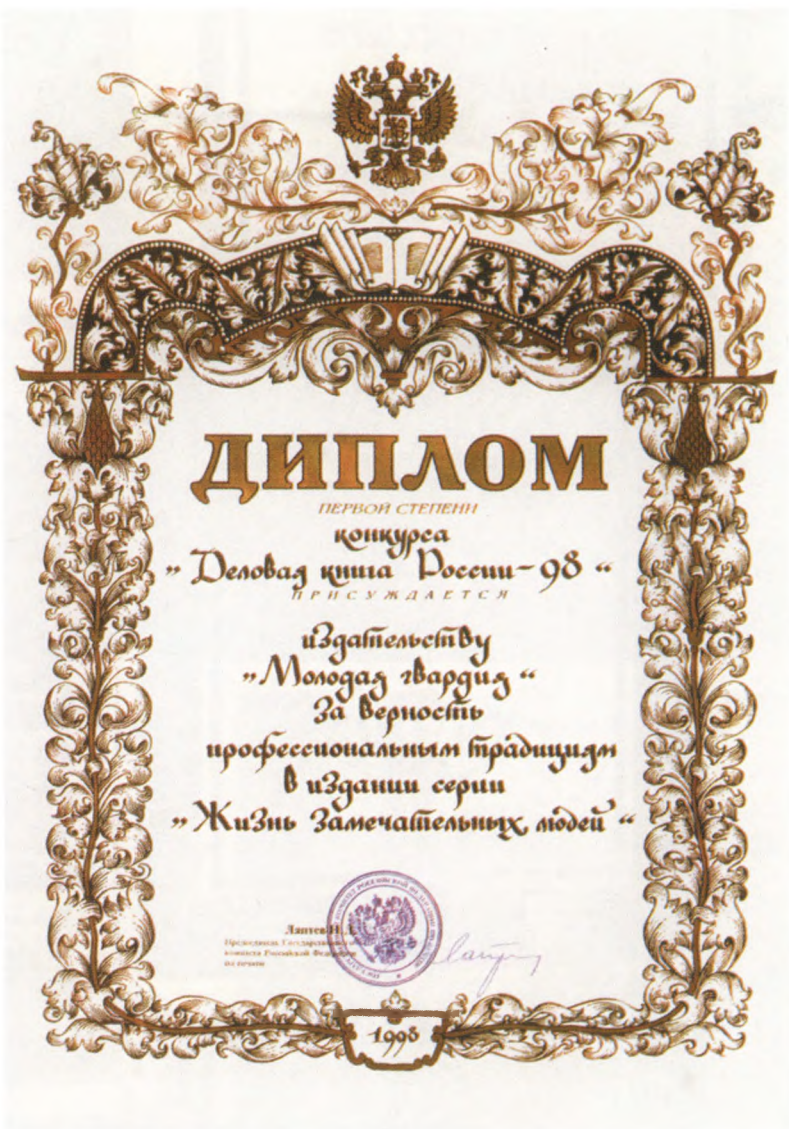 ДИПЛОМ
ПЕРВОЙ СТЕПЕНИ
конкурса
„ Деловая книга России-98 “
ПРИСУЖДАЕТСЯ
издательству
„Молодая гвардия “
За верность
профессиональным традициям
в издании серии
„ Жизнь Замечательных людей “
Лаптев И.Д.
Председатель Государственного
комитета Российской Федерации
по печати
1998